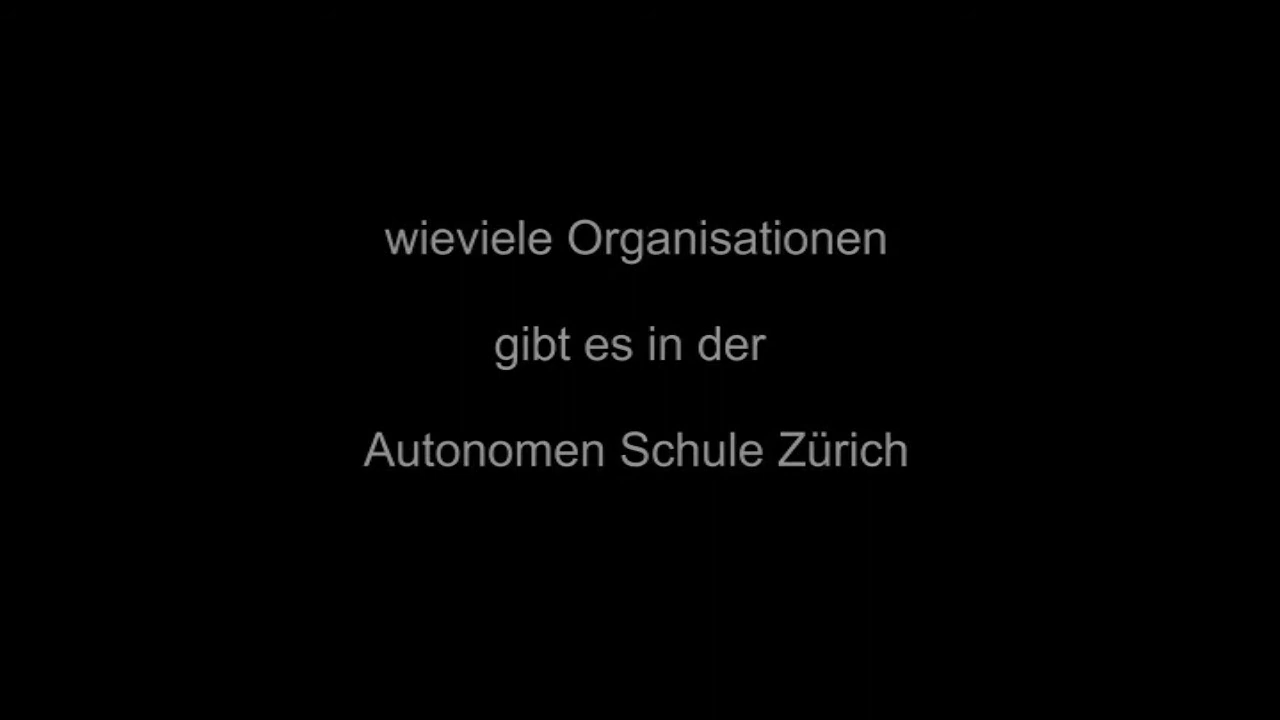 wieviele Organisationen
gibt es in der
Autonomen Schule Zürich